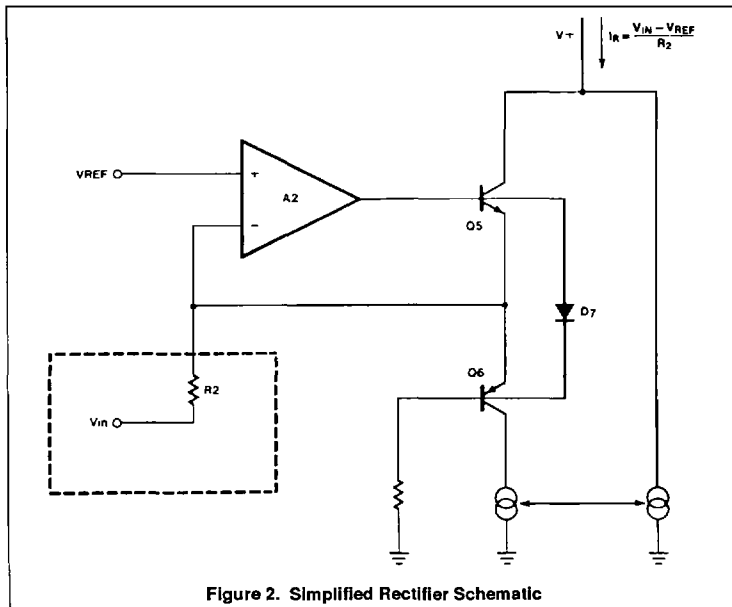 V+
IR = VIN – VREF
R2
VREF
+
A2
–
Q5
D7
Q6
R2
Vin
Figure 2. Simplified Rectifier Schematic